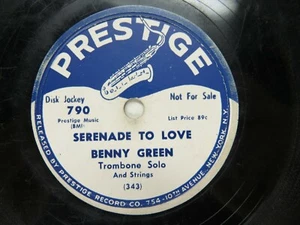 PRESTIGE
Disk Jockey
790
Prestige Music
(BMI)
Not For Sale
List Price 89c
SERENADE TO LOVE
BENNY GREEN
Trombone Solo
And Strings
(343)
RELEASED BY PRESTIGE RECORD CO. 754-10TH AVENUE-NEW YORK, N.Y.